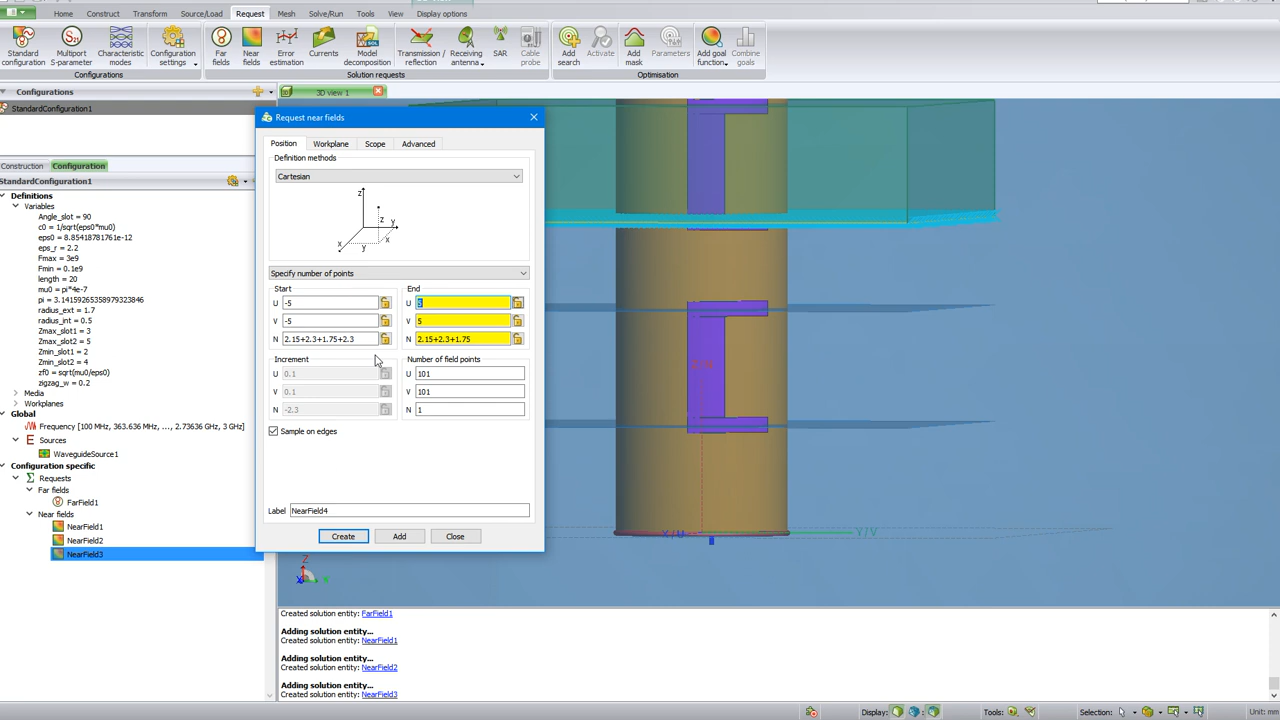 Home Construct Transform Source/Load Request Mesh Solve/Run Tools View Display options
Standard configuration
Multiport S-parameter
Characteristic modes
Configuration settings
Far fields
Near fields
Error estimation
Currents
Model decomposition
Transmission / reflection
Receiving antenna
SAR
Cable probe
Add search
Activate
Add mask
Parameters
Add goal function
Combine goals
Configurations
Solution requests
Optimisation
Configurations
StandardConfiguration1
3D view 1
Construction Configuration
StandardConfiguration1
Definitions
Variables
Angle_slot = 90
c0 = 1/sqrt(eps0*mu0)
eps0 = 8.85418781761e-12
eps_r = 2.2
Fmax = 3e9
Fmin = 0.1e9
length = 20
mu0 = pi*4e-7
pi = 3.14159265358979323846
radius_ext = 1.7
radius_int = 0.5
Zmax_slot1 = 3
Zmax_slot2 = 5
Zmin_slot1 = 2
Zmin_slot2 = 4
zf0 = sqrt(mu0/eps0)
zigzag_w = 0.2
Media
Workplanes
Global
Frequency [100 MHz, 363.636 MHz, ..., 2.73636 GHz, 3 GHz]
Sources
WaveguideSource1
Configuration specific
Requests
Far fields
FarField1
Near fields
NearField1
NearField2
NearField3
Request near fields
Position Workplane Scope Advanced
Definition methods
Cartesian
z
z
y
x
x
y
Specify number of points
Start
U -5
V -5
N 2.15+2.3+1.75+2.3
End
U
V 5
N 2.15+2.3+1.75
Increment
U 0.1
V 0.1
N -2.3
Number of field points
U 101
V 101
N 1
Sample on edges
Label NearField4
Create Add Close
X/U
Y/V
Z
X
Created solution entity: FarField1
Adding solution entity...
Created solution entity: NearField1
Adding solution entity...
Created solution entity: NearField2
Adding solution entity...
Created solution entity: NearField3
Display: Tools: Selection: Unit: mm